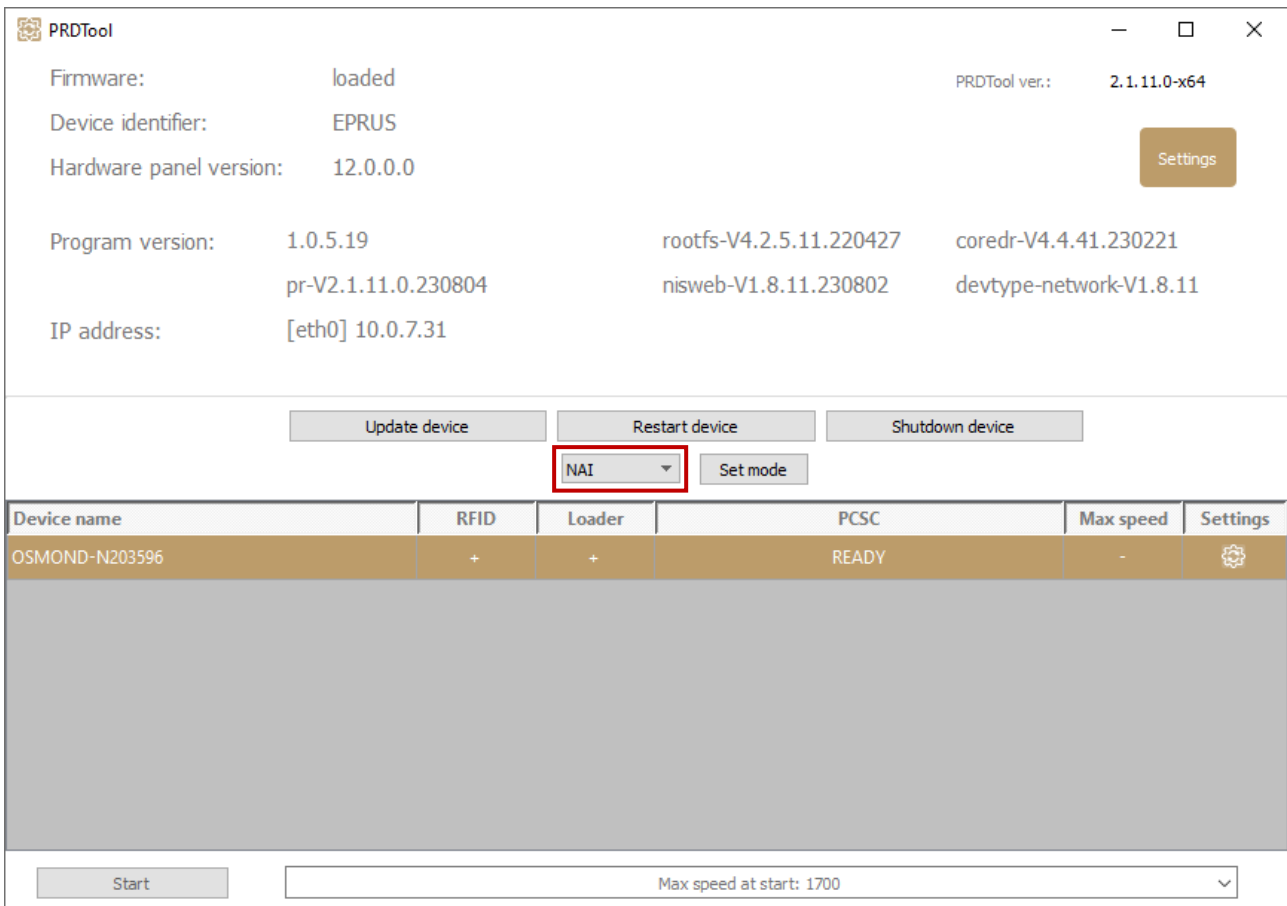 PRDTool
Firmware: loaded PRDTool ver.: 2.1.11.0-x64
Device identifier: EPRUS
Settings
Hardware panel version: 12.0.0.0
Program version: 1.0.5.19 rootfs-V4.2.5.11.220427 coredr-V4.4.41.230221
pr-V2.1.11.0.230804 nisweb-V1.8.11.230802 devtype-network-V1.8.11
IP address: [eth0] 10.0.7.31
Update device Restart device Shutdown device
NAI Set mode
Device name RFID Loader PCSC Max speed Settings
OSMOND-N203596 + + READY -
Start Max speed at start: 1700